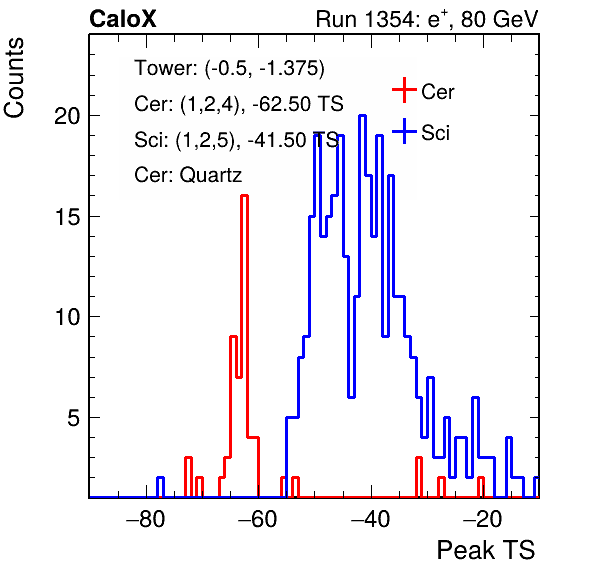 CaloX Run 1354: e⁺, 80 GeV
Counts
Tower: (-0.5, -1.375)
Cer: (1,2,4), -62.50 TS
Sci: (1,2,5), -41.50 TS
Cer: Quartz
Cer
Sci
20
15
10
5
−80 −60 −40 −20
Peak TS